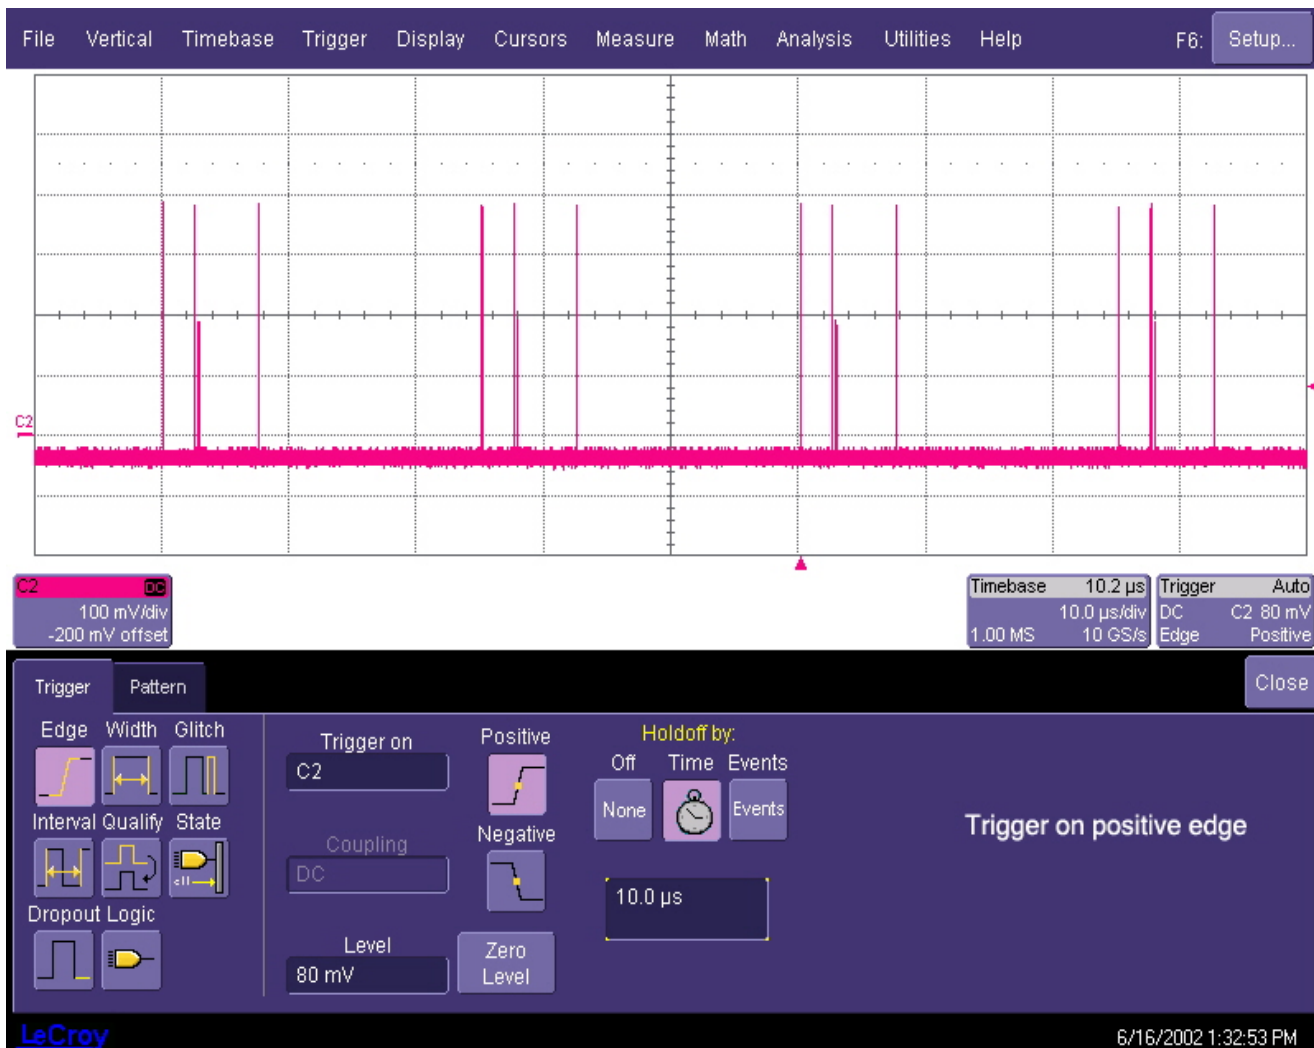 File Vertical Timebase Trigger Display Cursors Measure Math Analysis Utilities Help F6: Setup...
C2
C2 DC
100 mV/div
-200 mV offset
Timebase 10.2 µs
10.0 µs/div
1.00 MS 10 GS/s
Trigger Auto
DC C2 80 mV
Edge Positive
Trigger Pattern Close
Edge Width Glitch
Interval Qualify State
Dropout Logic
Trigger on
C2
Coupling
DC
Level
80 mV
Positive
Negative
Zero
Level
Holdoff by:
Off Time Events
None Events
10.0 µs
Trigger on positive edge
LeCroy
6/16/2002 1:32:53 PM